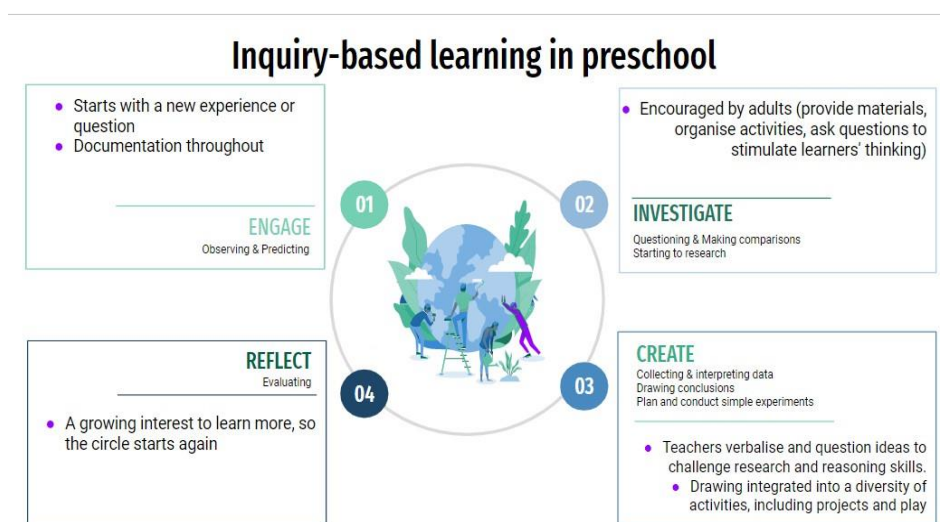 Inquiry-based learning in preschool
• Starts with a new experience or
question
• Documentation throughout
01
ENGAGE
Observing & Predicting
• Encouraged by adults (provide materials,
organise activities, ask questions to
stimulate learners' thinking)
02
INVESTIGATE
Questioning & Making comparisons
Starting to research
03
CREATE
Collecting & interpreting data
Drawing conclusions
Plan and conduct simple experiments
• Teachers verbalise and question ideas to
challenge research and reasoning skills.
• Drawing integrated into a diversity of
activities, including projects and play
04
REFLECT
Evaluating
• A growing interest to learn more, so
the circle starts again